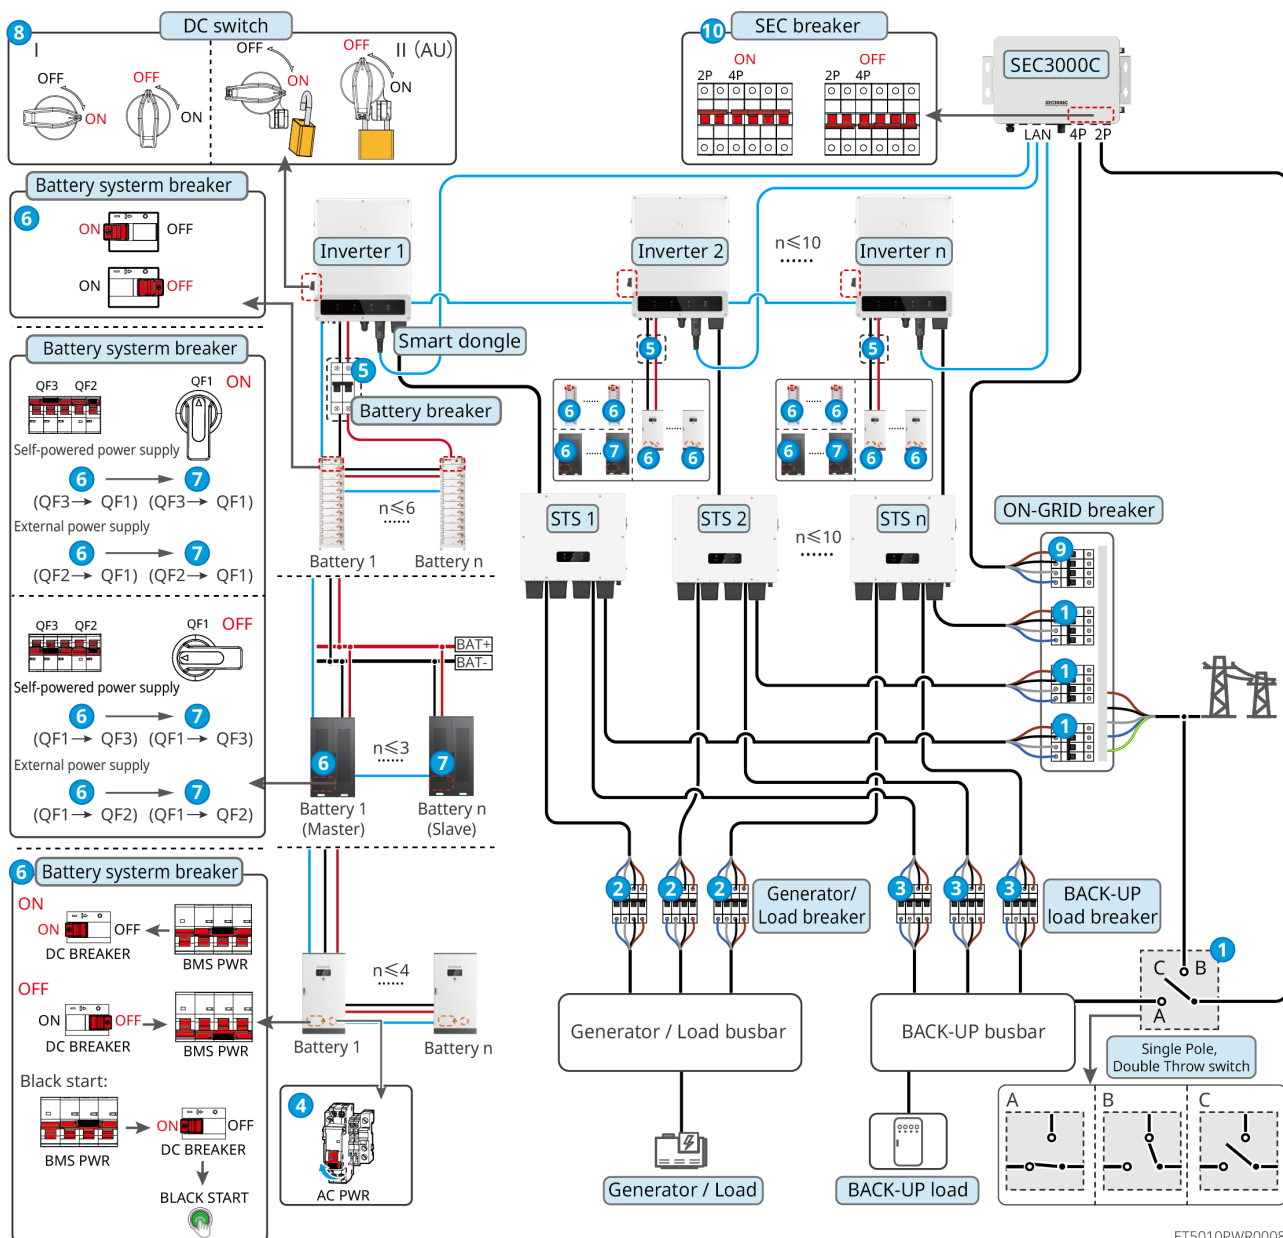 8
DC switch
I
OFF
ON
OFF
ON
II (AU)
OFF
ON
OFF
ON
10
SEC breaker
ON
2P 4P
OFF
2P 4P
SEC3000C
SEC3000C
LAN 4P 2P
Battery systerm breaker
6
ON OFF
ON OFF
Inverter 1
Inverter 2
n≤10
......
Inverter n
Smart dongle
5
Battery breaker
5
5
6 6
6 7
6 6
6 6
6 7
6 6
Battery systerm breaker
QF3 QF2
QF1
ON
Self-powered power supply
6 7
(QF3→ QF1) (QF3→ QF1)
External power supply
6 7
(QF2→ QF1) (QF2→ QF1)
QF3 QF2
QF1
OFF
Self-powered power supply
6 7
(QF1→ QF3) (QF1→ QF3)
External power supply
6 7
(QF1→ QF2) (QF1→ QF2)
n≤6
......
Battery 1
Battery n
STS 1
STS 2
n≤10
......
STS n
ON-GRID breaker
9
1
1
1
BAT+
BAT-
6
n≤3
......
7
Battery 1
(Master)
Battery n
(Slave)
6
Battery systerm breaker
ON
ON OFF
DC BREAKER
BMS PWR
OFF
ON OFF
DC BREAKER
BMS PWR
Black start:
BMS PWR
ON OFF
DC BREAKER
BLACK START
n≤4
......
Battery 1
Battery n
4
AC PWR
2
2
2
Generator/
Load breaker
3
3
3
BACK-UP
load breaker
Generator / Load busbar
BACK-UP busbar
Generator / Load
BACK-UP load
1
C B
A
Single Pole,
Double Throw switch
A
B
C
ET5010PWR0008